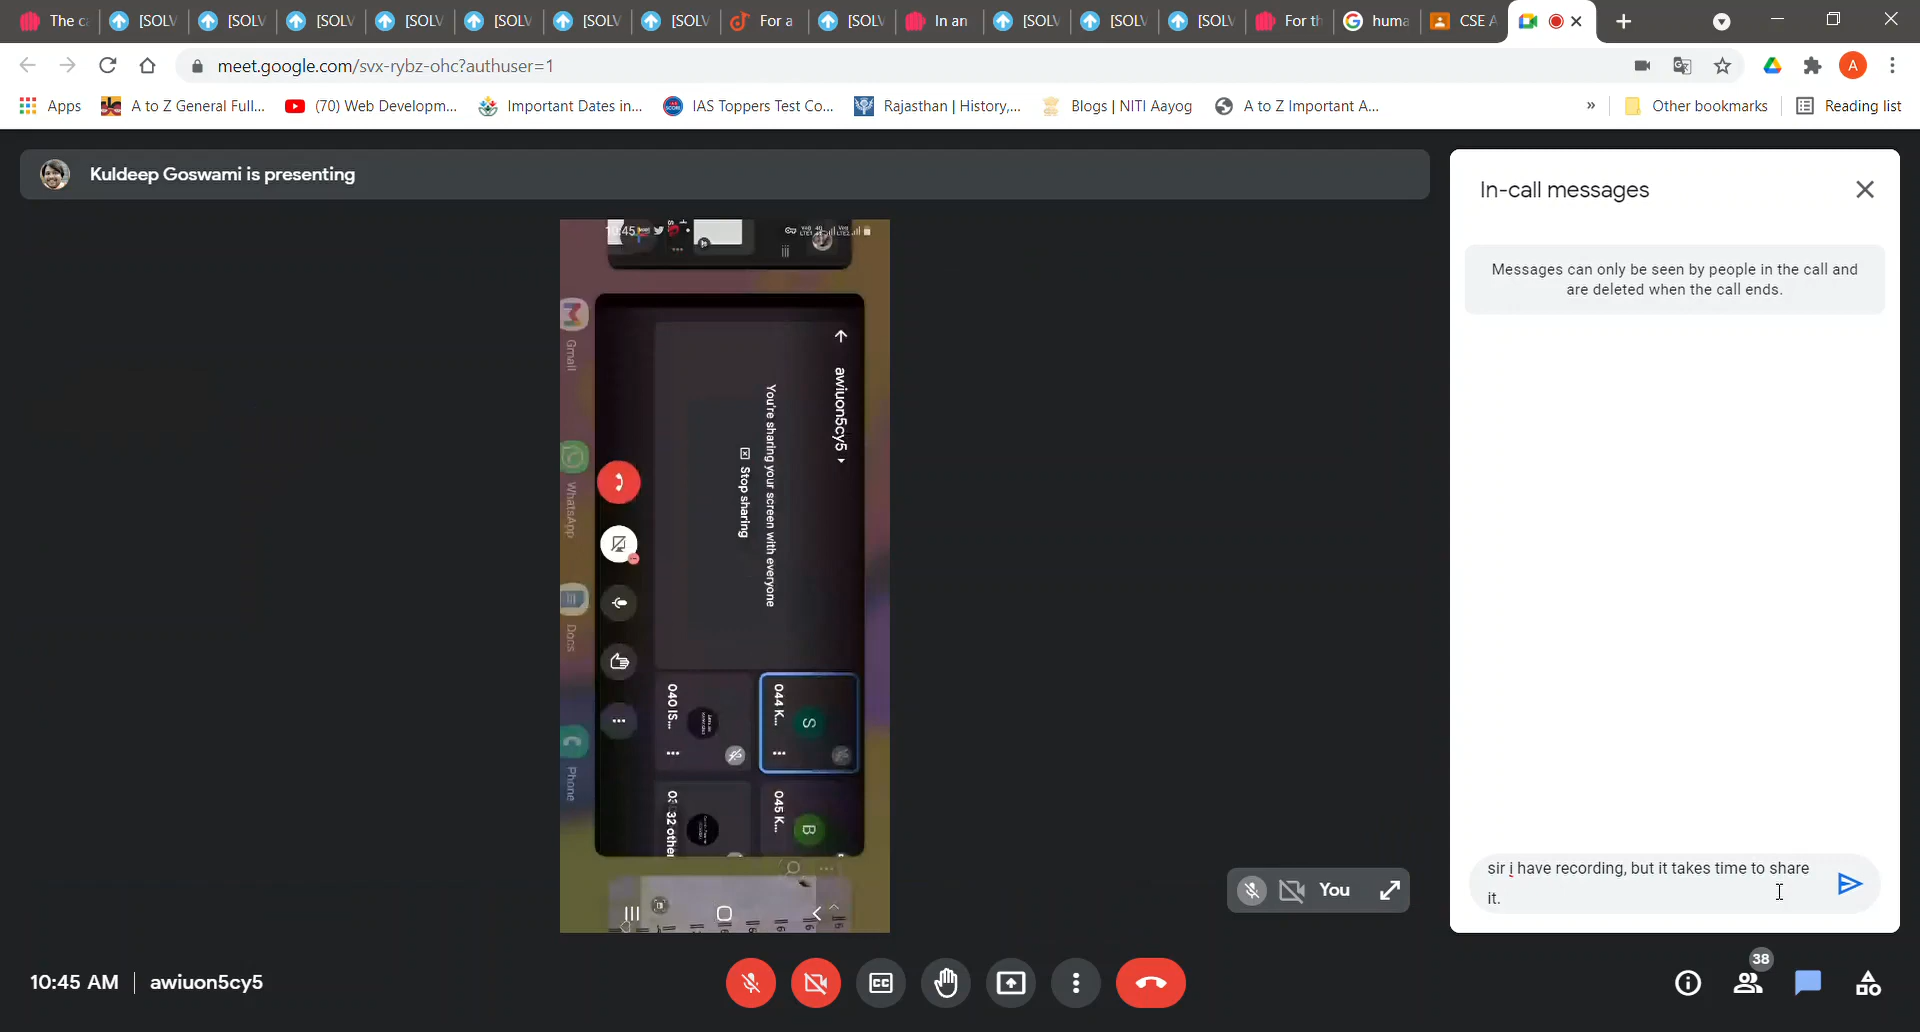 The ca
[SOLV
[SOLV
[SOLV
[SOLV
[SOLV
[SOLV
[SOLV
For a
[SOLV
In an
[SOLV
[SOLV
[SOLV
For th
huma
CSE A
meet.google.com/svx-rybz-ohc?authuser=1
A
Apps
A to Z General Full...
(70) Web Developm...
Important Dates in...
IAS Toppers Test Co...
Rajasthan | History,...
Blogs | NITI Aayog
A to Z Important A...
»
Other bookmarks
Reading list
Kuldeep Goswami is presenting
10:45
awiuon5cy5
You're sharing your screen with everyone
Stop sharing
044 K...
S
040 IS...
045 K...
B
32 other
Gmail
WhatsApp
Docs
Phone
You
In-call messages
Messages can only be seen by people in the call and
are deleted when the call ends.
sir i have recording, but it takes time to share
it.
10:45 AM
awiuon5cy5
CC
38